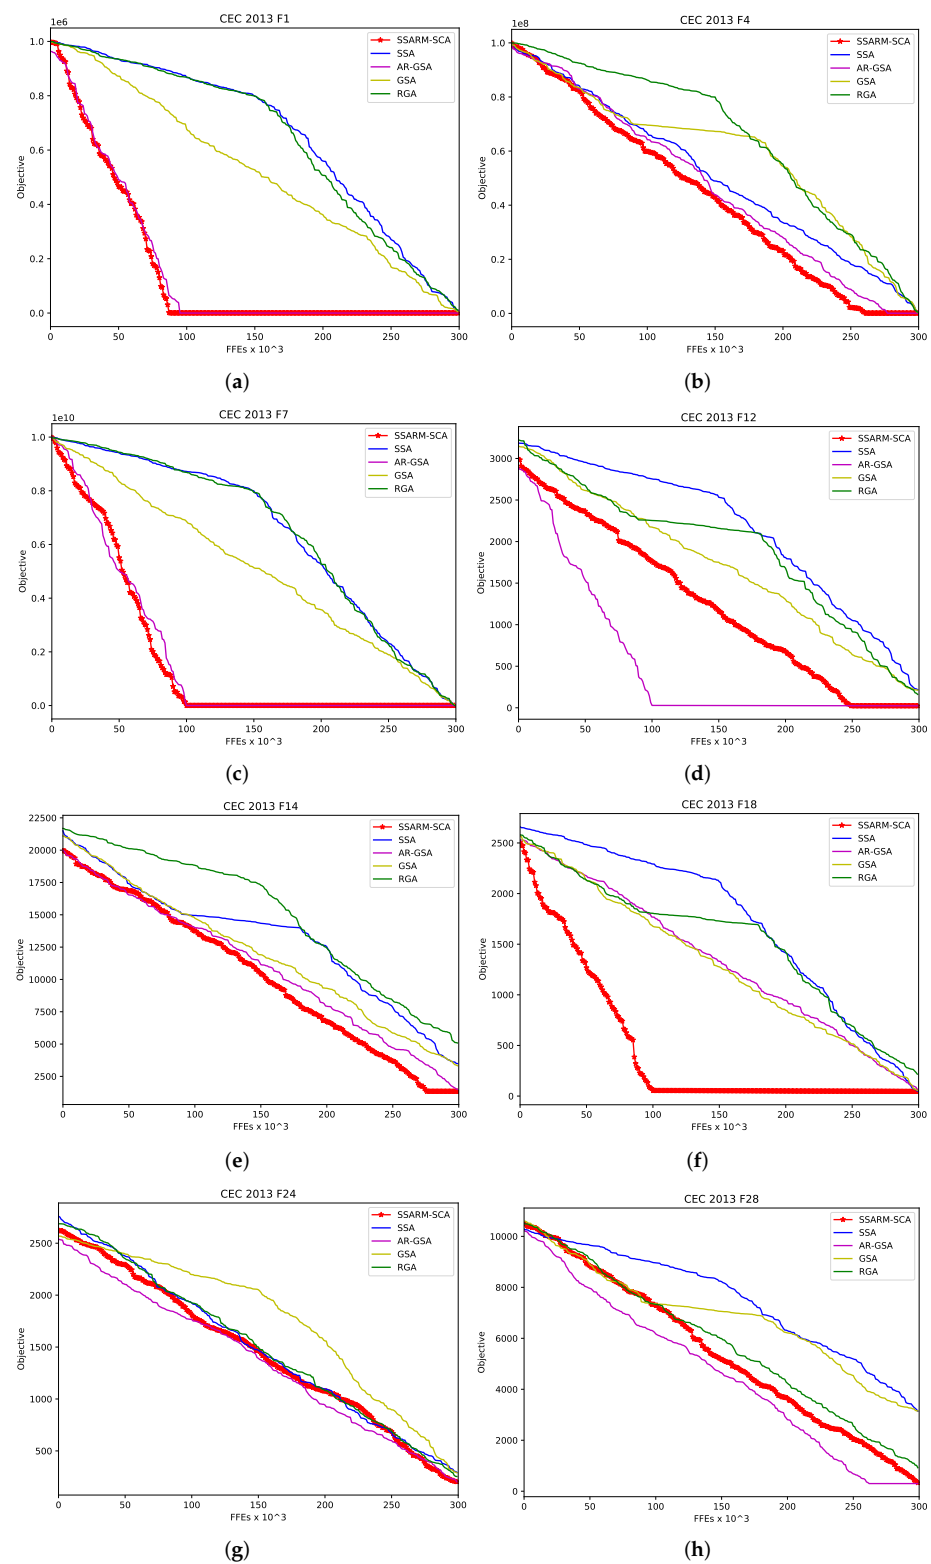 CEC 2013 F1
1e6
1.0
0.8
0.6
0.4
0.2
0.0
Objective
SSARM-SCA
SSA
AR-GSA
GSA
RGA
0 50 100 150 200 250 300
FFEs x 10^3
(a)
CEC 2013 F4
1e8
1.0
0.8
0.6
0.4
0.2
0.0
Objective
SSARM-SCA
SSA
AR-GSA
GSA
RGA
0 50 100 150 200 250 300
FFEs x 10^3
(b)
CEC 2013 F7
1e10
1.0
0.8
0.6
0.4
0.2
0.0
Objective
SSARM-SCA
SSA
AR-GSA
GSA
RGA
0 50 100 150 200 250 300
FFEs x 10^3
(c)
CEC 2013 F12
3000
2500
2000
1500
1000
500
0
Objective
SSARM-SCA
SSA
AR-GSA
GSA
RGA
0 50 100 150 200 250 300
FFEs x 10^3
(d)
CEC 2013 F14
22500
20000
17500
15000
12500
10000
7500
5000
2500
Objective
SSARM-SCA
SSA
AR-GSA
GSA
RGA
0 50 100 150 200 250 300
FFEs x 10^3
(e)
CEC 2013 F18
2500
2000
1500
1000
500
0
Objective
SSARM-SCA
SSA
AR-GSA
GSA
RGA
0 50 100 150 200 250 300
FFEs x 10^3
(f)
CEC 2013 F24
2500
2000
1500
1000
500
Objective
SSARM-SCA
SSA
AR-GSA
GSA
RGA
0 50 100 150 200 250 300
FFEs x 10^3
(g)
CEC 2013 F28
10000
8000
6000
4000
2000
0
Objective
SSARM-SCA
SSA
AR-GSA
GSA
RGA
0 50 100 150 200 250 300
FFEs x 10^3
(h)